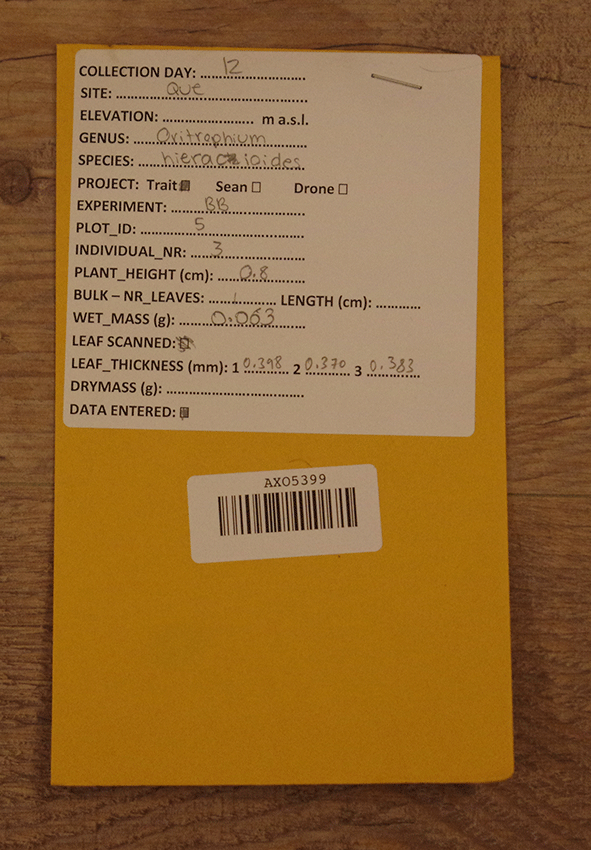 COLLECTION DAY: 12
SITE: QUE
ELEVATION: ............ m a.s.l.
GENUS: Oritrophium
SPECIES: hieracioides
PROJECT: Trait Sean ☐ Drone ☐
EXPERIMENT: BB
PLOT_ID: 5
INDIVIDUAL_NR: 3
PLANT_HEIGHT (cm): 0.8
BULK – NR_LEAVES: 1 LENGTH (cm): ............
WET_MASS (g): 0.063
LEAF SCANNED:
LEAF_THICKNESS (mm): 1 0.398 2 0.370 3 0.383
DRYMASS (g): ............
DATA ENTERED:
AXO5399